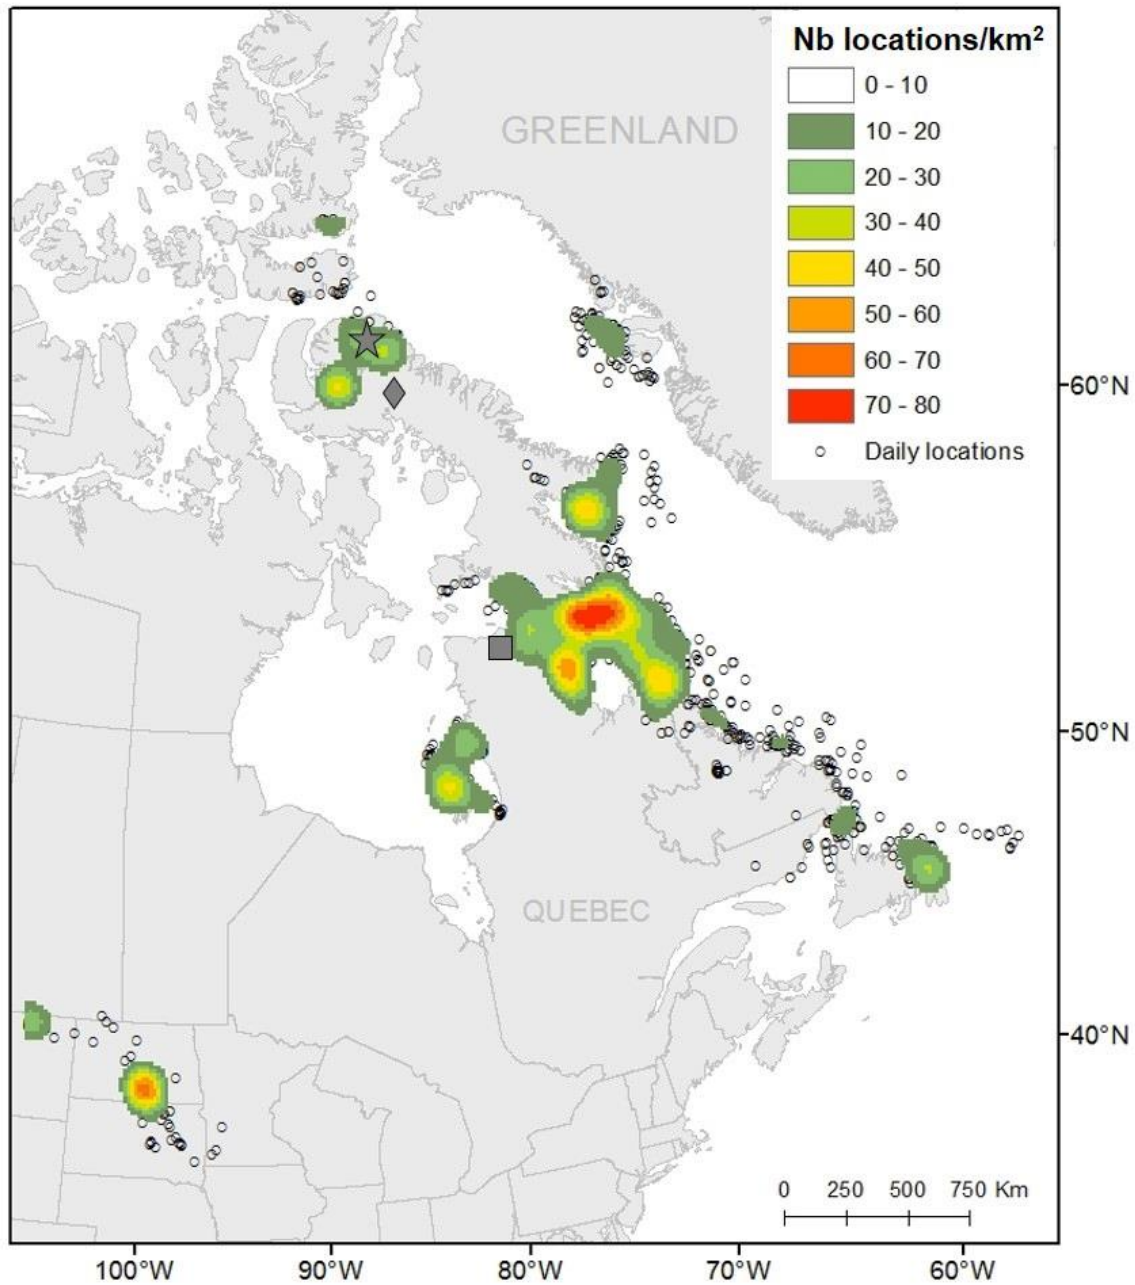 Nb locations/km²
0 - 10
10 - 20
20 - 30
30 - 40
40 - 50
50 - 60
60 - 70
70 - 80
Daily locations
GREENLAND
QUEBEC
60°N
50°N
40°N
0 250 500 750 Km
100°W 90°W 80°W 70°W 60°W